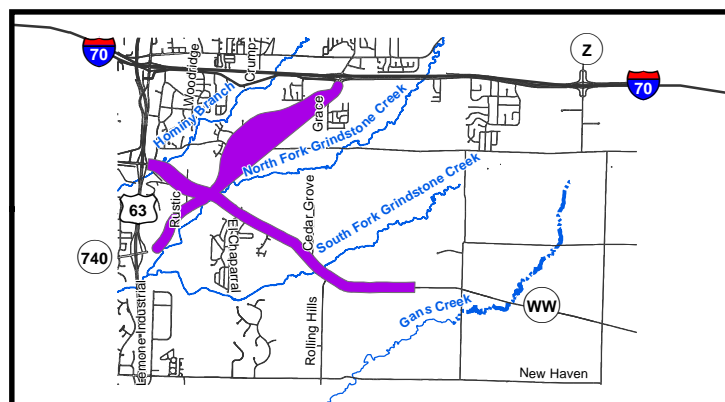 70
Z
70
Woodridge
Crump
Hominy Branch
Grace
North Fork Grindstone Creek
63
Rustic
Cedar Grove
South Fork Grindstone Creek
El Chaparral
740
Lemone Industrial
Rolling Hills
Gans Creek
WW
New Haven